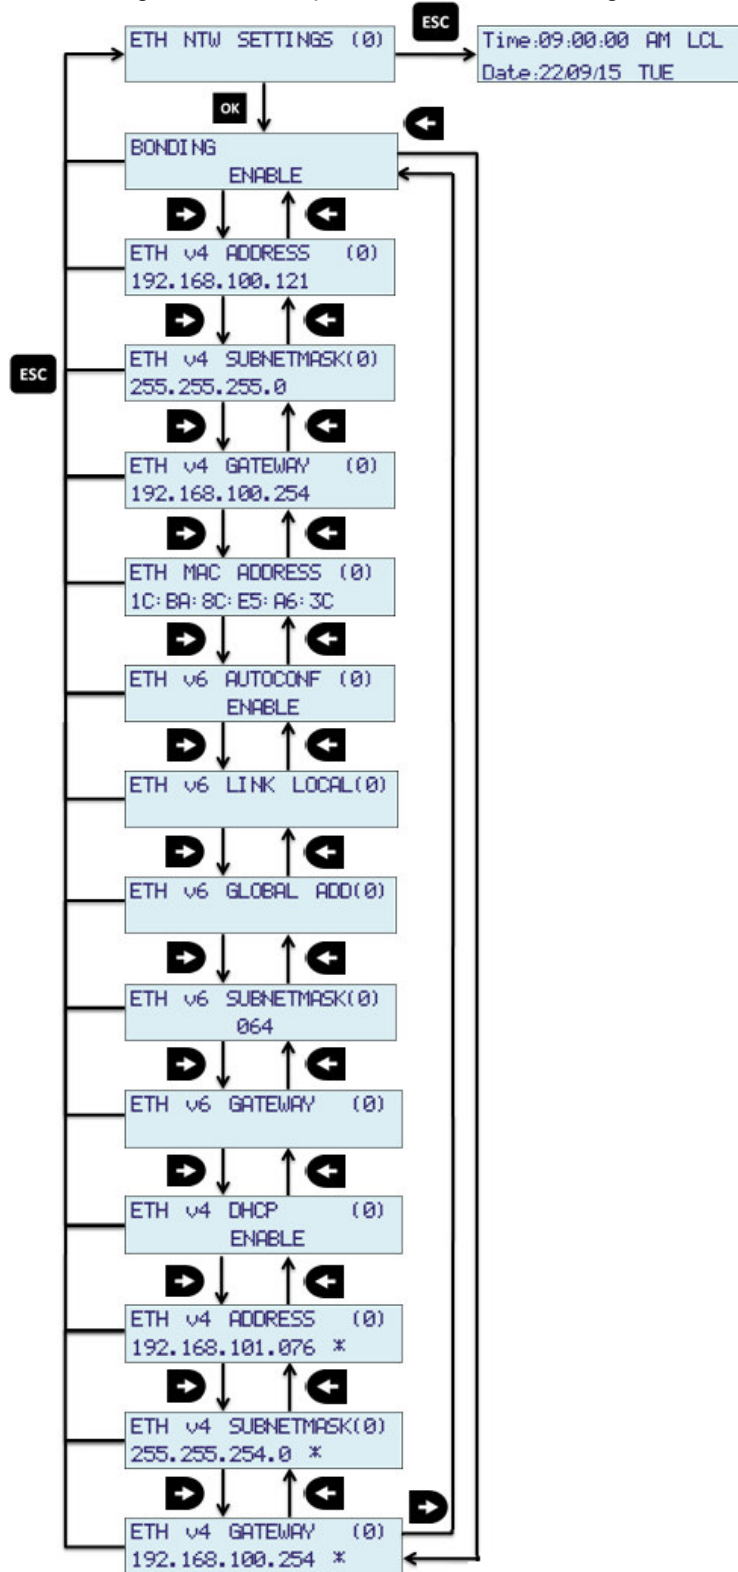 ESC
ETH NTW SETTINGS (0)
Time:09:00:00 AM LCL
Date:22/09/15 TUE
OK
BONDING
ENABLE
ETH v4 ADDRESS (0)
192.168.100.121
ETH v4 SUBNETMASK(0)
255.255.255.0
ESC
ETH v4 GATEWAY (0)
192.168.100.254
ETH MAC ADDRESS (0)
1C:BA:8C:E5:A6:3C
ETH v6 AUTOCONF (0)
ENABLE
ETH v6 LINK LOCAL(0)
ETH v6 GLOBAL ADD(0)
ETH v6 SUBNETMASK(0)
064
ETH v6 GATEWAY (0)
ETH v4 DHCP (0)
ENABLE
ETH v4 ADDRESS (0)
192.168.101.076 *
ETH v4 SUBNETMASK(0)
255.255.254.0 *
ETH v4 GATEWAY (0)
192.168.100.254 *